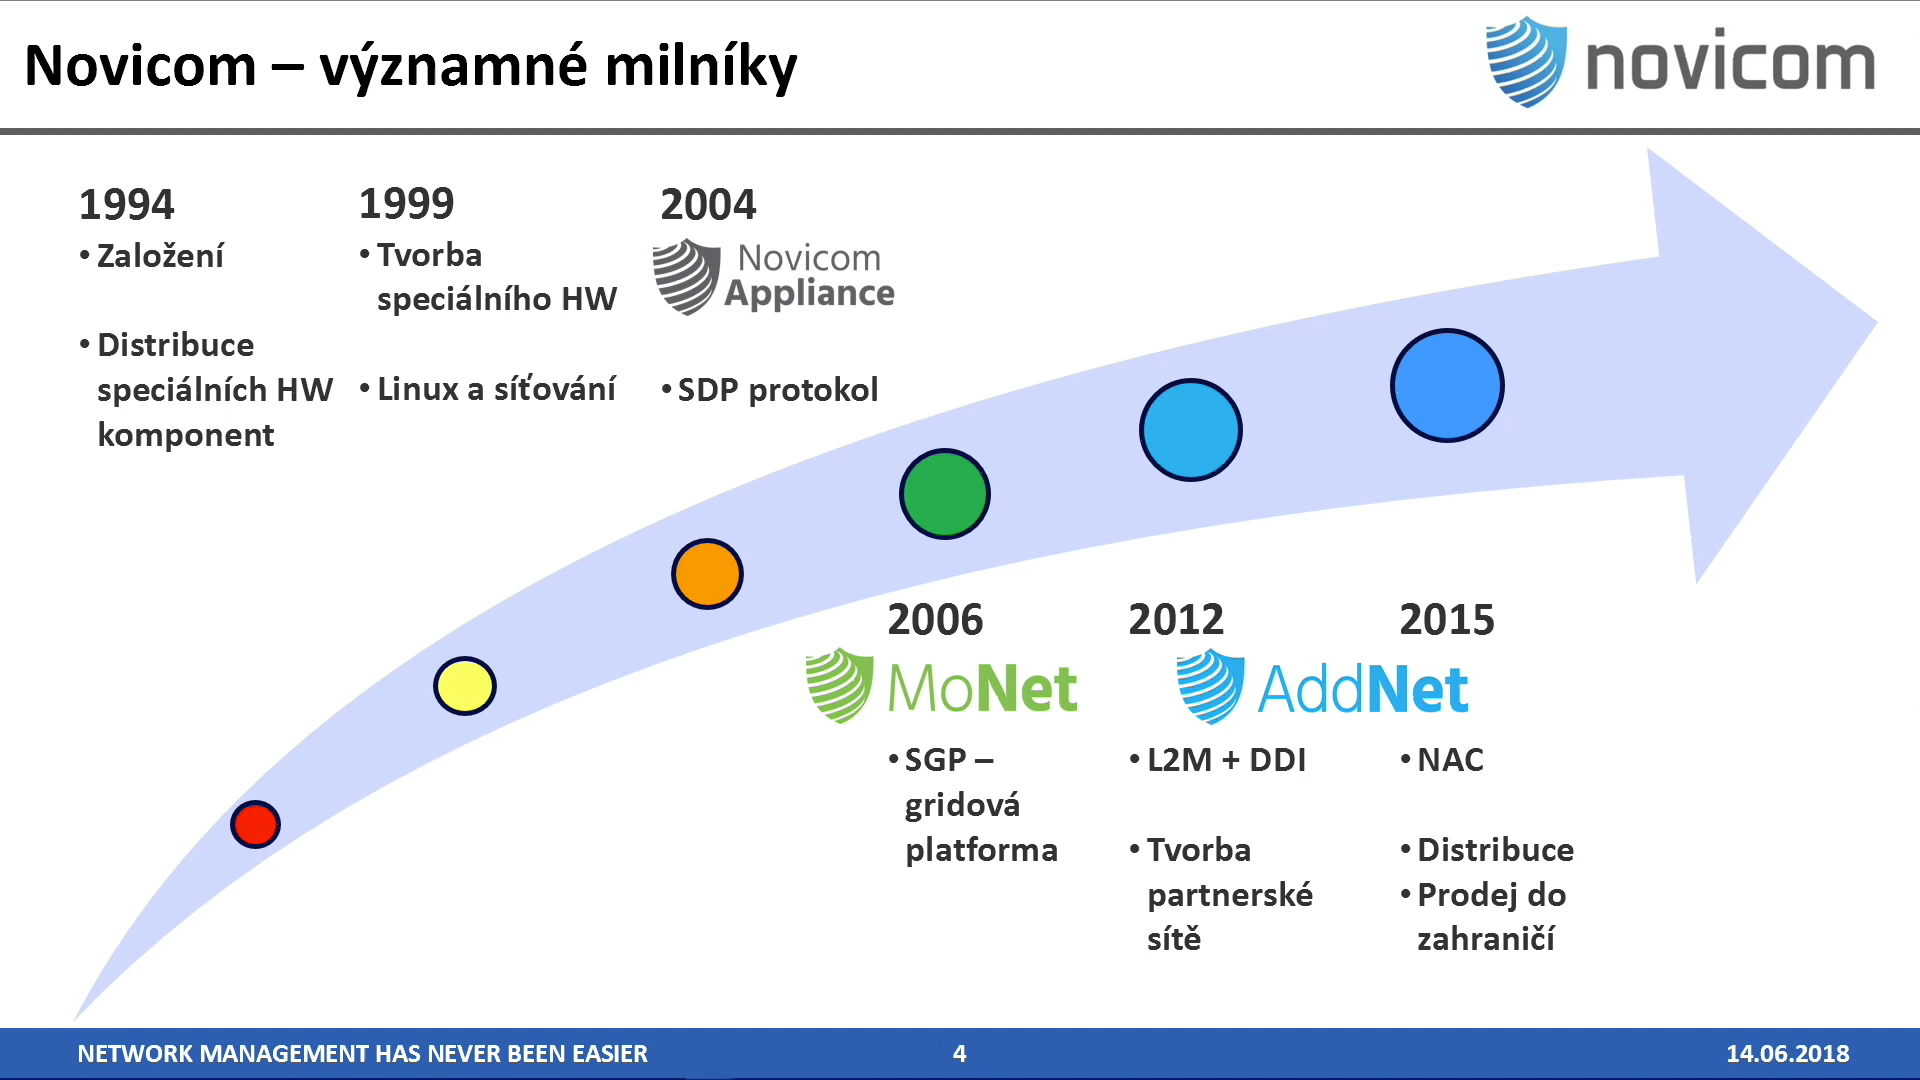 Novicom – významné milníky
novicom
1994
• Založení
• Distribuce
speciálních HW
komponent
1999
• Tvorba
speciálního HW
• Linux a síťování
2004
Novicom
Appliance
• SDP protokol
2006
MoNet
• SGP –
gridová
platforma
2012
AddNet
• L2M + DDI
• Tvorba
partnerské
sítě
2015
• NAC
• Distribuce
• Prodej do
zahraničí
NETWORK MANAGEMENT HAS NEVER BEEN EASIER
4
14.06.2018